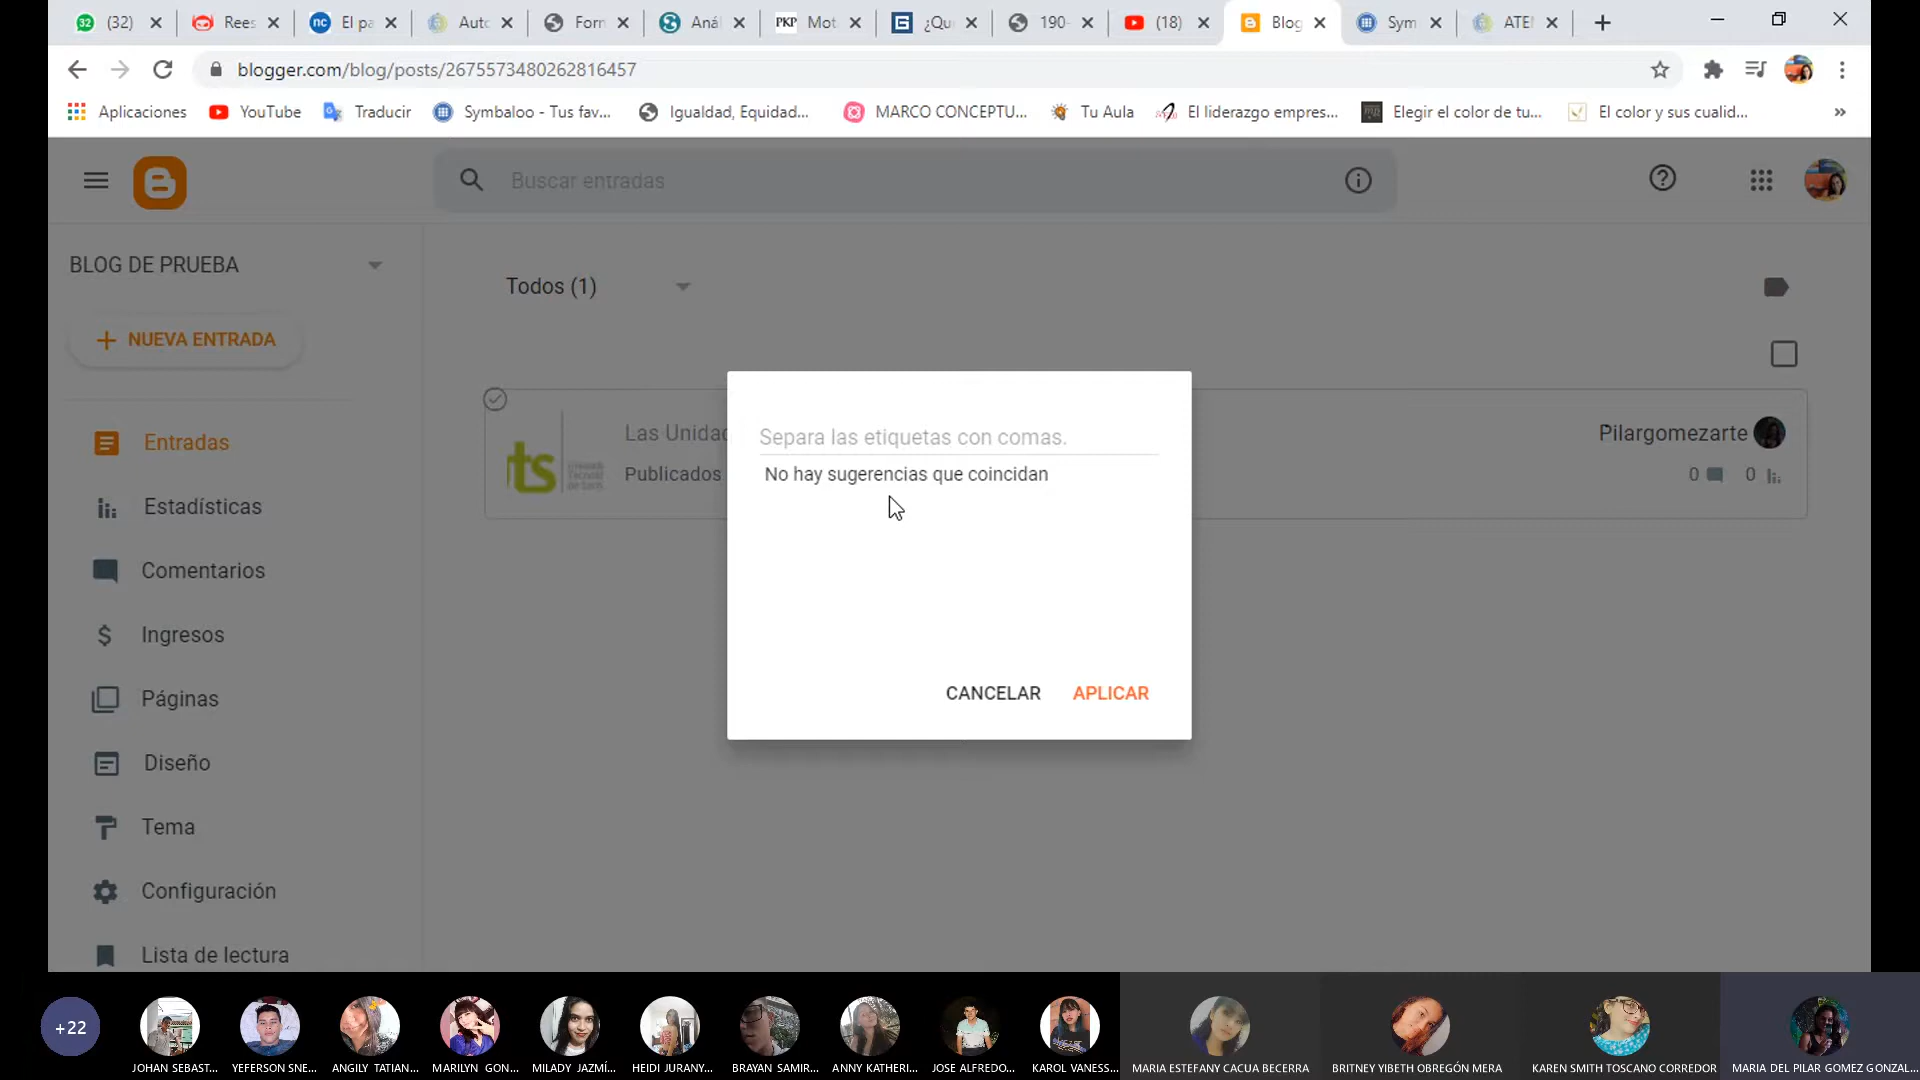 (32)
Rees
nc
El pa
Auto
Forn
Aná
PKP
Mot
G
¿Qu
190-
(18)
Blog
Sym
ATEN
blogger.com/blog/posts/2675573480262816457
Aplicaciones
YouTube
Traducir
Symbaloo - Tus fav...
Igualdad, Equidad...
MARCO CONCEPTU...
Tu Aula
El liderazgo empres...
Elegir el color de tu...
El color y sus cualid...
»
Buscar entradas
BLOG DE PRUEBA
Todos (1)
+ NUEVA ENTRADA
Entradas
Estadísticas
Comentarios
Ingresos
Páginas
Diseño
Tema
Configuración
Lista de lectura
ts
Las Unidad
Publicados
Pilargomezarte
0
0
Separa las etiquetas con comas.
No hay sugerencias que coincidan
CANCELAR
APLICAR
+22
JOHAN SEBAST...
YEFERSON SNE...
ANGILY TATIAN...
MARILYN GON...
MILADY JAZMÍ...
HEIDI JURANY...
BRAYAN SAMIR...
ANNY KATHERI...
JOSE ALFREDO...
KAROL VANESS...
MARIA ESTEFANY CACUA BECERRA
BRITNEY YIBETH OBREGÓN MERA
KAREN SMITH TOSCANO CORREDOR
MARIA DEL PILAR GOMEZ GONZAL...